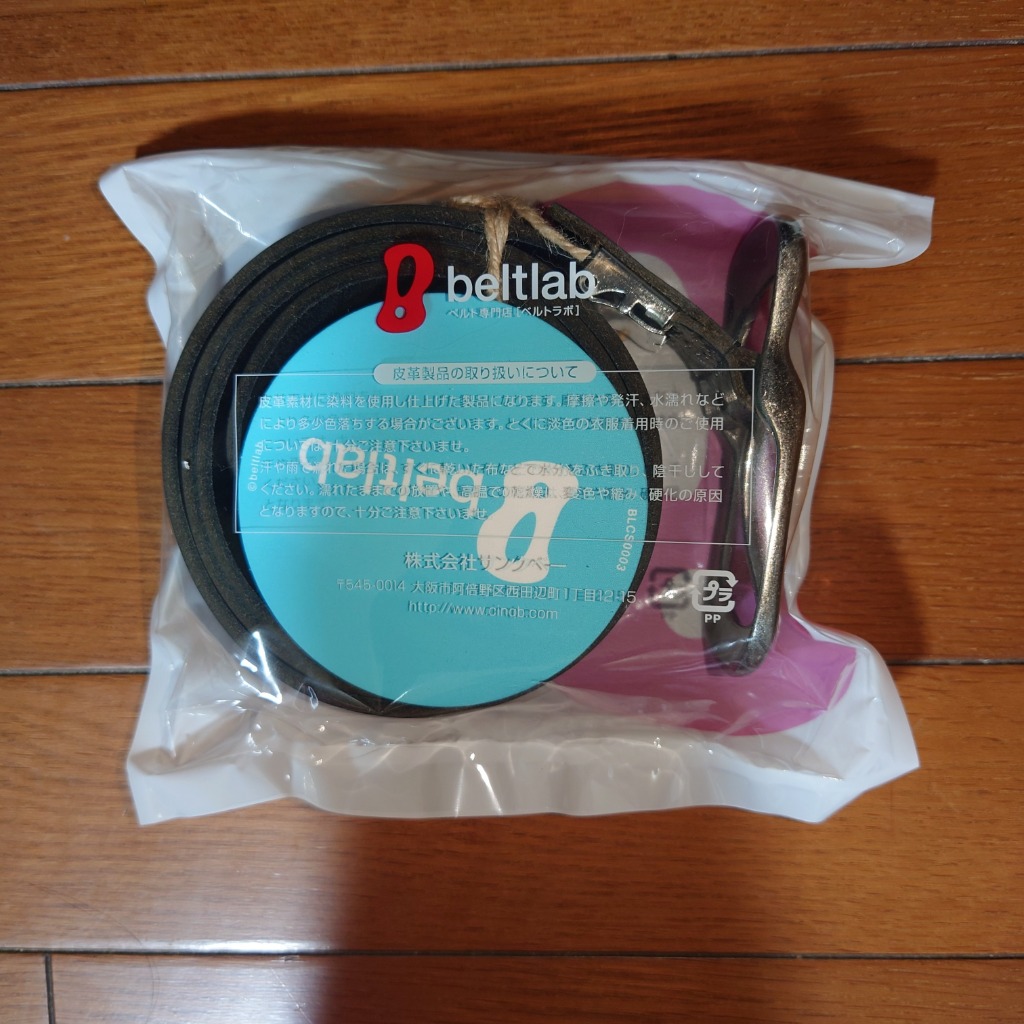 beltlab
ベルト専門店[ベルトラボ]
皮革製品の取り扱いについて
皮革素材に染料を使用し仕上げた製品になります。摩擦や発汗、水濡れなど
により多少色落ちする場合がございます。とくに淡色の衣服着用時のご使用
については、十分ご注意下さいませ。
汗や雨で濡れた場合は、すぐに乾いた布などで水分をふき取り、陰干しして
ください。濡れたままでの放置や、高温での乾燥は、変色や縮み、硬化の原因
となりますので、十分ご注意下さいませ。
©beltlab
BLCS0003
beltlab
株式会社サンクベー
〒545-0014 大阪市阿倍野区西田辺町1丁目12-15
http://www.cinqb.com
プラ
PP